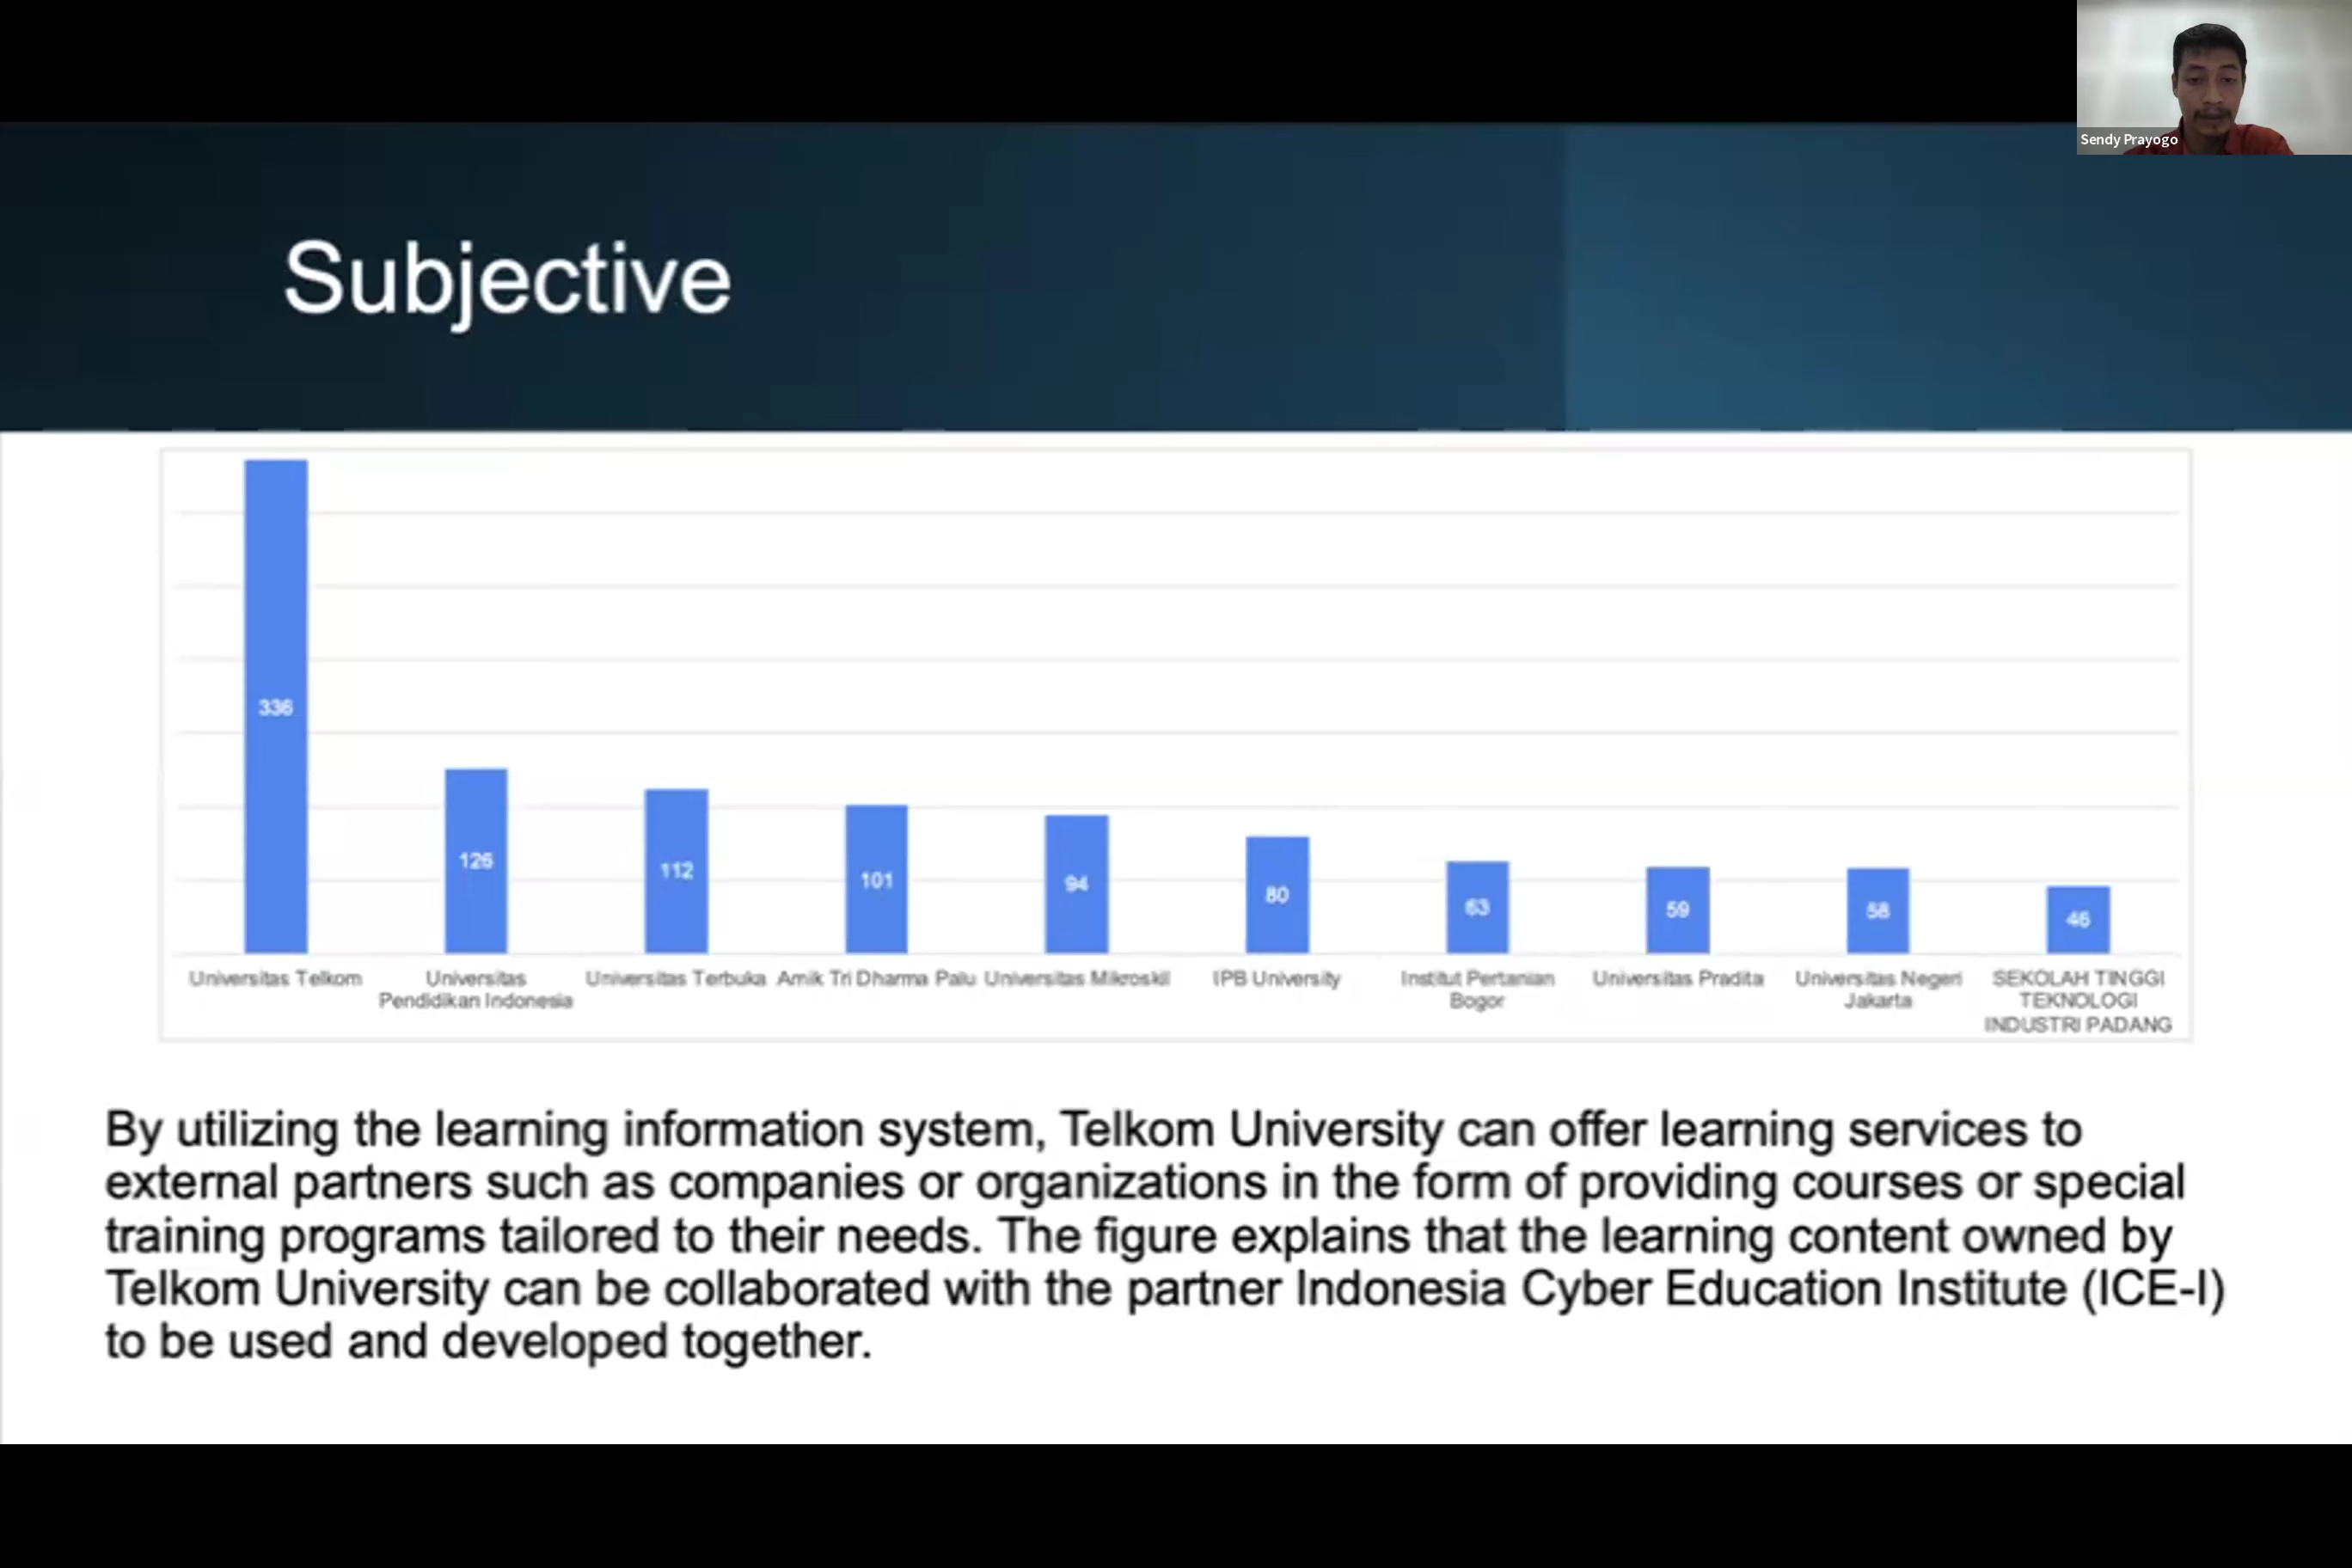 Sendy Prayogo
Subjective
336
126
112
101
94
80
63
59
58
46
Universitas Telkom
Universitas
Pendidikan Indonesia
Universitas Terbuka
Amik Tri Dharma Palu
Universitas Mikroskil
IPB University
Institut Pertanian
Bogor
Universitas Pradita
Universitas Negeri
Jakarta
SEKOLAH TINGGI
TEKNOLOGI
INDUSTRI PADANG
By utilizing the learning information system, Telkom University can offer learning services to
external partners such as companies or organizations in the form of providing courses or special
training programs tailored to their needs. The figure explains that the learning content owned by
Telkom University can be collaborated with the partner Indonesia Cyber Education Institute (ICE-I)
to be used and developed together.